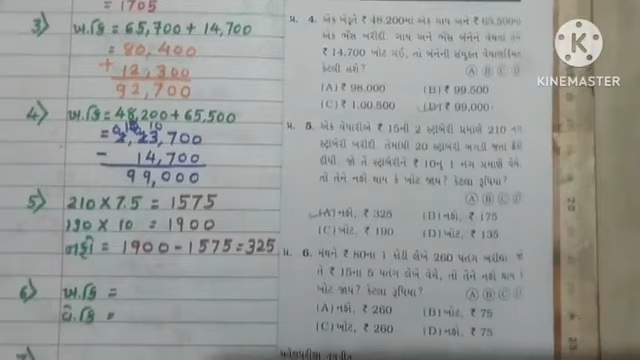 = 1705
3) ખ.કિં = 65,700 + 14,700
= 80,400
+ 12,300
92,700
4) ખ.કિં = 48,200 + 65,500
= 1,13,700
- 14,700
99,000
5) 210 × 7.5 = 1575
190 × 10 = 1900
નફો = 1900 - 1575 = 325
6) ખ.કિં =
વે.કિં =
પ્ર. 4. એક ખેડૂતે ₹ 48,200માં એક ગાય અને ₹ 65,500માં
એક ભેંસ ખરીદી. ગાય અને ભેંસ બંનેને વેચતા તેને
₹ 14,700 ખોટ ગઈ, તો બંનેની સંયુક્ત વેચાણકિંમત
કેટલી હશે? A B C D
(A) ₹ 98,000 (B) ₹ 99,500
(C) ₹ 1,00,500 (D) ₹ 99,000
પ્ર. 5. એક વેપારીએ ₹ 15ની 2 સ્ટ્રોબેરી પ્રમાણે 210 નંગ
સ્ટ્રોબેરી ખરીદી. તેમાંથી 20 સ્ટ્રોબેરી બગડી જતા ફેંકી
દીધી. જો તે સ્ટ્રોબેરીને ₹ 10નું 1 નંગ પ્રમાણે વેચે,
તો તેને નફો થાય કે ખોટ જાય? કેટલા રૂપિયા?
A B C D
(A) નફો, ₹ 325 (B) નફો, ₹ 175
(C) ખોટ, ₹ 190 (D) ખોટ, ₹ 135
પ્ર. 6. મંથને ₹ 80ના 1 કોડી લેખે 260 પતંગ ખરીદ્યા. જો
તે ₹ 15ના 5 પતંગ લેખે વેચે, તો તેને નફો થાય કે
ખોટ જાય? કેટલા રૂપિયા? A B C D
(A) નફો, ₹ 260 (B) ખોટ, ₹ 75
(C) ખોટ, ₹ 260 (D) નફો, ₹ 75
KINEMASTER
20